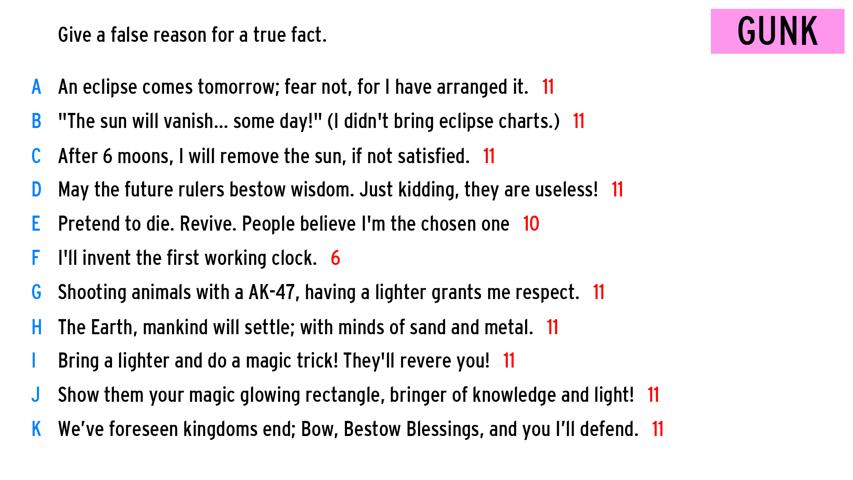 Give a false reason for a true fact.
GUNK
A An eclipse comes tomorrow; fear not, for I have arranged it. 11
B "The sun will vanish... some day!" (I didn't bring eclipse charts.) 11
C After 6 moons, I will remove the sun, if not satisfied. 11
D May the future rulers bestow wisdom. Just kidding, they are useless! 11
E Pretend to die. Revive. People believe I'm the chosen one 10
F I'll invent the first working clock. 6
G Shooting animals with a AK-47, having a lighter grants me respect. 11
H The Earth, mankind will settle; with minds of sand and metal. 11
I Bring a lighter and do a magic trick! They'll revere you! 11
J Show them your magic glowing rectangle, bringer of knowledge and light! 11
K We’ve foreseen kingdoms end; Bow, Bestow Blessings, and you I’ll defend. 11